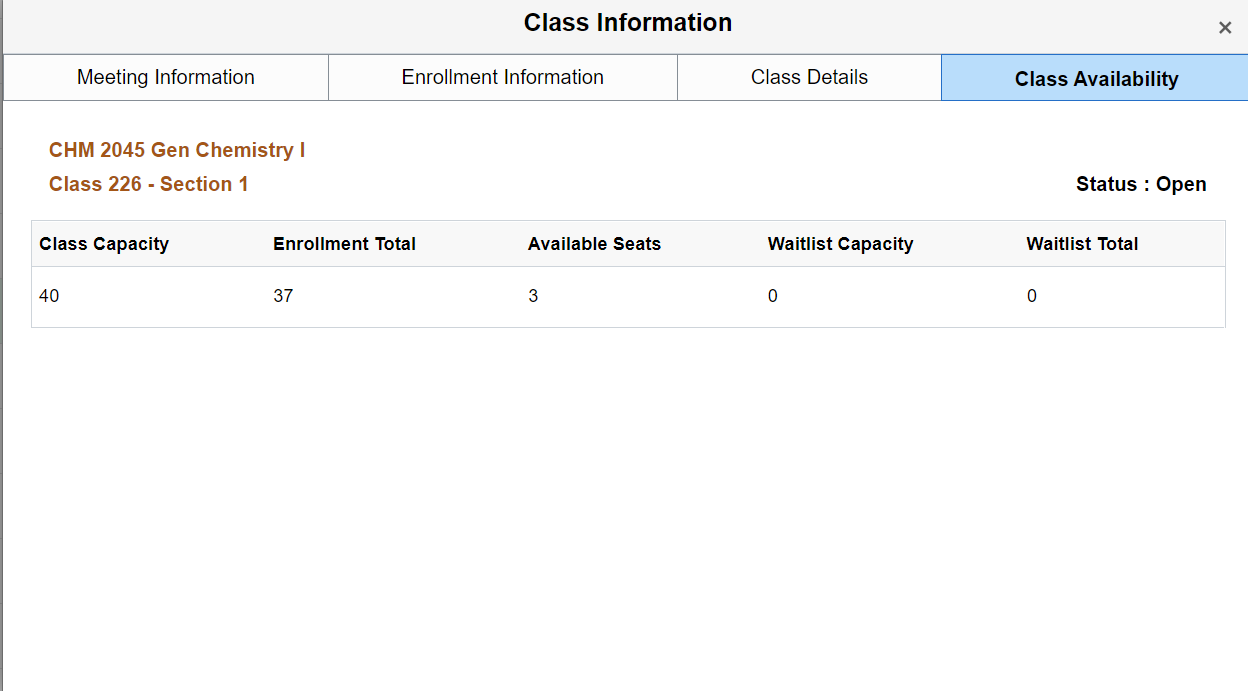 Class Information
×
Meeting Information Enrollment Information Class Details Class Availability
CHM 2045 Gen Chemistry I
Class 226 - Section 1
Status : Open
Class Capacity Enrollment Total Available Seats Waitlist Capacity Waitlist Total
40 37 3 0 0